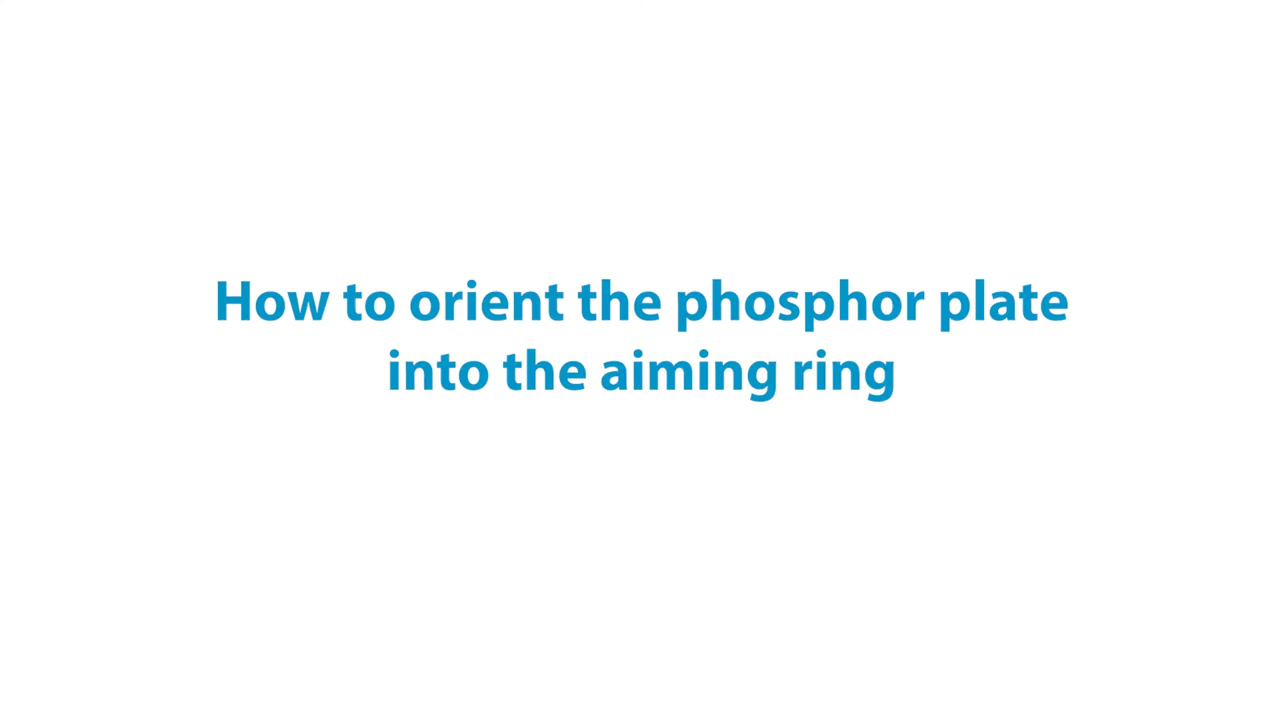 How to orient the phosphor plate
into the aiming ring